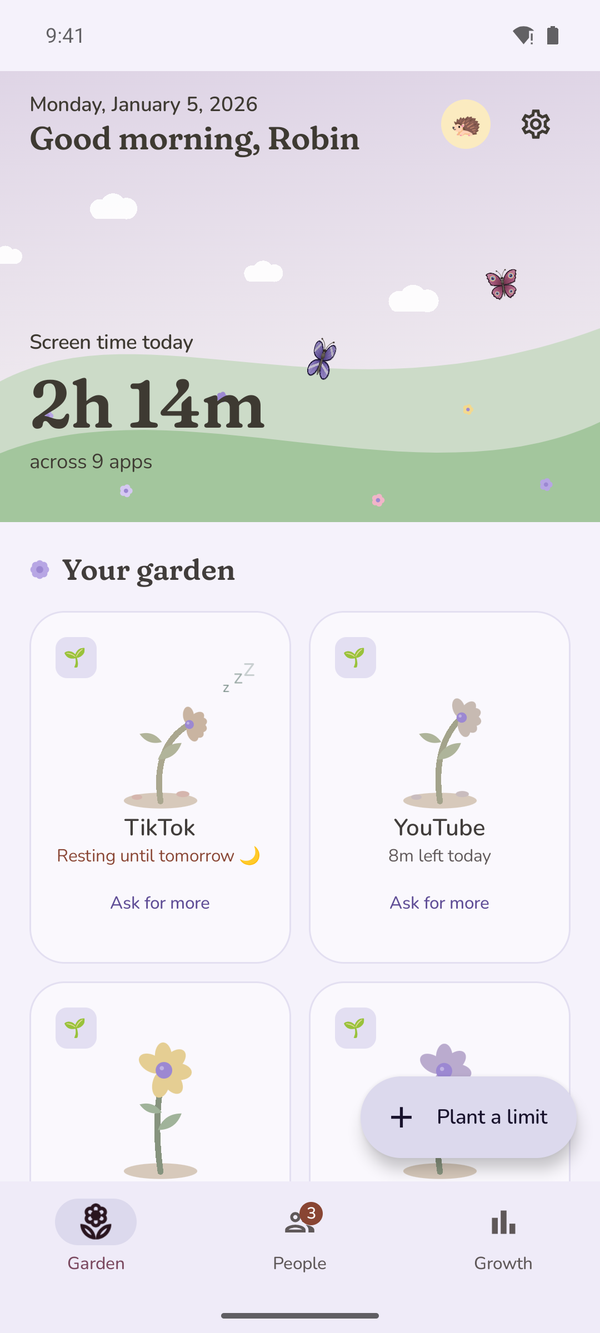 9:41
Monday, January 5, 2026
Good morning, Robin
Screen time today
2h 14m
across 9 apps
Your garden
z z Z
TikTok
Resting until tomorrow 🌙
Ask for more
YouTube
8m left today
Ask for more
Plant a limit
3
Garden
People
Growth